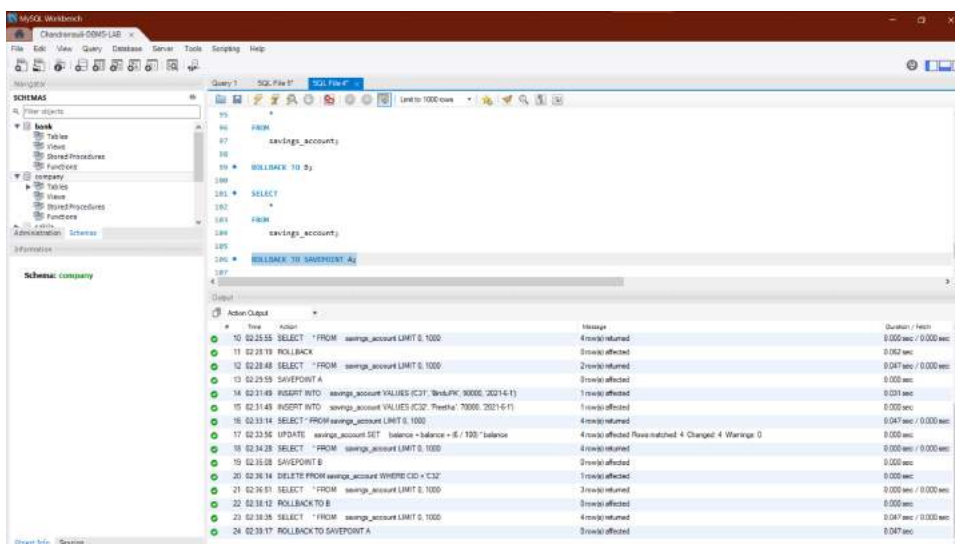 MySQL Workbench
Chandramouli-DBMS-LAB ×
File Edit View Query Database Server Tools Scripting Help
Navigator
SCHEMAS
Filter objects
bank
Tables
Views
Stored Procedures
Functions
company
Tables
Views
Stored Procedures
Functions
Administration Schemas
Information
Schema: company
Object Info Session
Query 1 SQL File 5* SQL File 4* ×
Limit to 1000 rows
95 *
96 FROM
97 savings_account;
98
99 ROLLBACK TO B;
100
101 SELECT
102 *
103 FROM
104 savings_account;
105
106 ROLLBACK TO SAVEPOINT A;
107
Output
Action Output
# Time Action Message Duration / Fetch
10 02:25:55 SELECT * FROM savings_account LIMIT 0, 1000 4 row(s) returned 0.000 sec / 0.000 sec
11 02:28:19 ROLLBACK 0 row(s) affected 0.062 sec
12 02:28:48 SELECT * FROM savings_account LIMIT 0, 1000 2 row(s) returned 0.047 sec / 0.000 sec
13 02:29:59 SAVEPOINT A 0 row(s) affected 0.000 sec
14 02:31:49 INSERT INTO savings_account VALUES (C31', 'BinduPK', 90000, '2021-6-1') 1 row(s) affected 0.031 sec
15 02:31:49 INSERT INTO savings_account VALUES (C32', 'Preetha', 70000, '2021-6-1') 1 row(s) affected 0.000 sec
16 02:33:14 SELECT * FROM savings_account LIMIT 0, 1000 4 row(s) returned 0.047 sec / 0.000 sec
17 02:33:56 UPDATE savings_account SET balance = balance + (6 / 100) * balance 4 row(s) affected Rows matched: 4 Changed: 4 Warnings: 0 0.000 sec
18 02:34:28 SELECT * FROM savings_account LIMIT 0, 1000 4 row(s) returned 0.000 sec / 0.000 sec
19 02:35:08 SAVEPOINT B 0 row(s) affected 0.000 sec
20 02:36:14 DELETE FROM savings_account WHERE CID = 'C32' 1 row(s) affected 0.000 sec
21 02:36:51 SELECT * FROM savings_account LIMIT 0, 1000 3 row(s) returned 0.000 sec / 0.000 sec
22 02:38:12 ROLLBACK TO B 0 row(s) affected 0.000 sec
23 02:38:35 SELECT * FROM savings_account LIMIT 0, 1000 4 row(s) returned 0.047 sec / 0.000 sec
24 02:39:17 ROLLBACK TO SAVEPOINT A 0 row(s) affected 0.047 sec